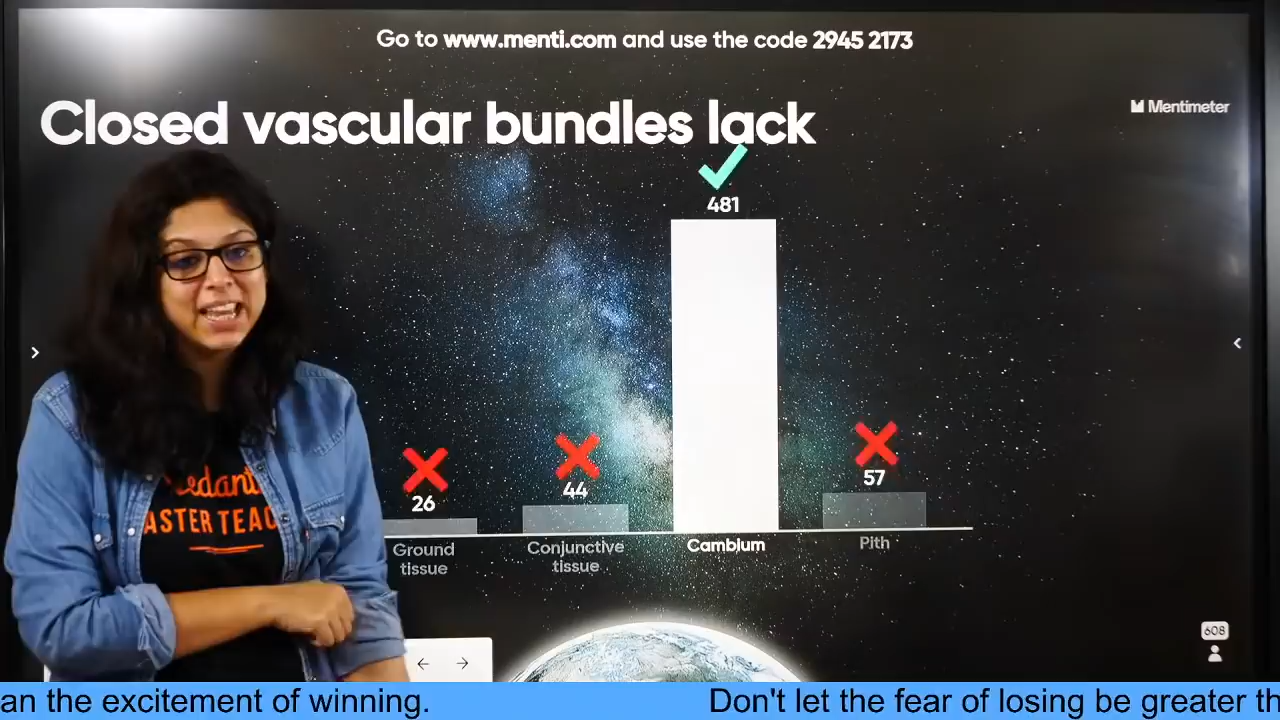 Go to www.menti.com and use the code 2945 2173
Closed vascular bundles lack
Mentimeter
481
26
44
57
Ground
tissue
Conjunctive
tissue
Cambium
Pith
608
an the excitement of winning.
Don't let the fear of losing be greater th